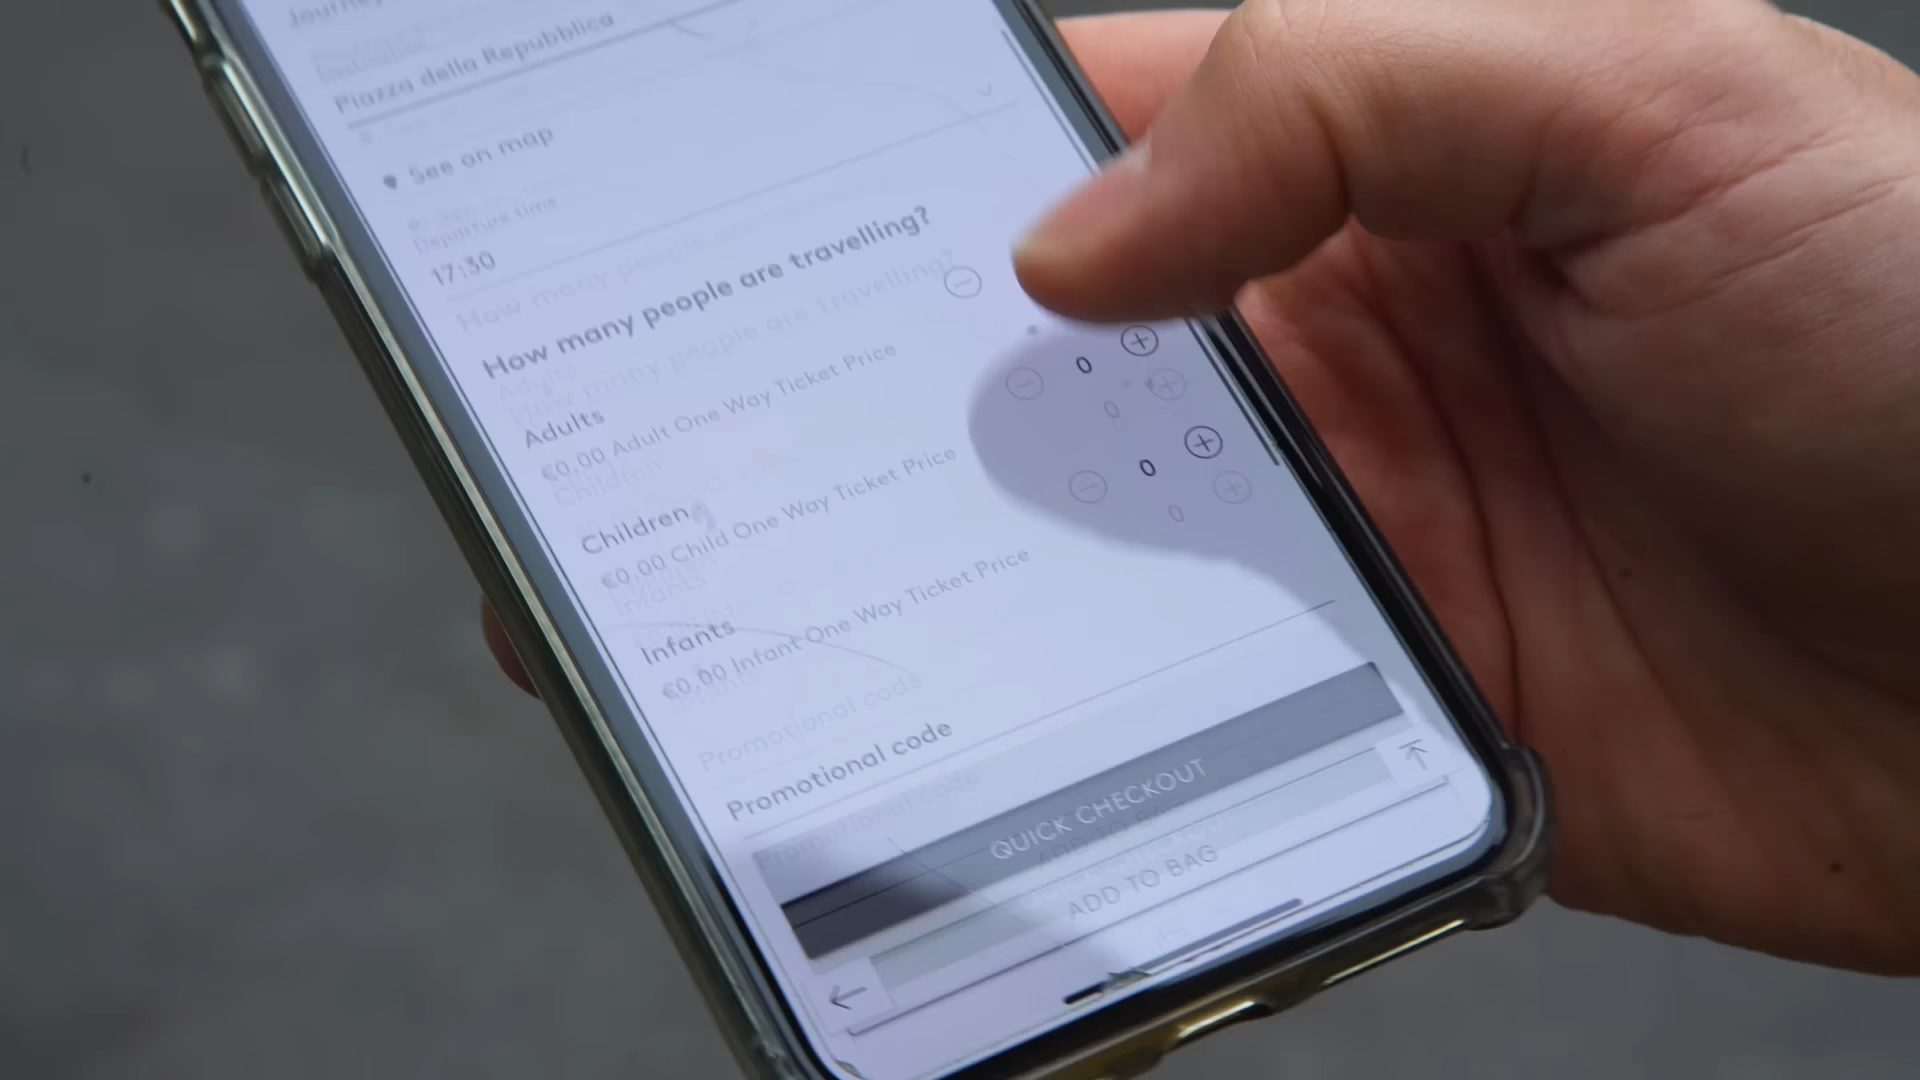 Journey
Piazza della Repubblica
See on map
Departure time
17:30
How many people are travelling?
Adults
€0,00 Adult One Way Ticket Price
0
Children
€0,00 Child One Way Ticket Price
0
Infants
€0,00 Infant One Way Ticket Price
Promotional code
QUICK CHECKOUT
ADD TO BAG